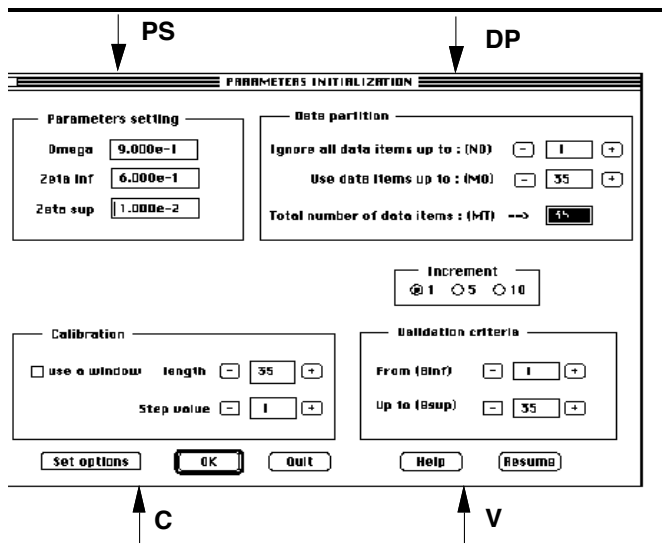 PS
DP
PARAMETERS INITIALIZATION
Parameters setting
Omega 9.000e-1
Zeta inf 6.000e-1
Zeta sup 1.000e-2
Data partition
Ignore all data items up to : (N0) - 1 +
Use data items up to : (M0) - 35 +
Total number of data items : (MT) -->
Increment
1 5 10
Calibration
use a window length - 35 +
Step value - 1 +
Validation criteria
From (Binf) - 1 +
Up to (Bsup) - 35 +
Set options OK Quit Help Resume
C
V